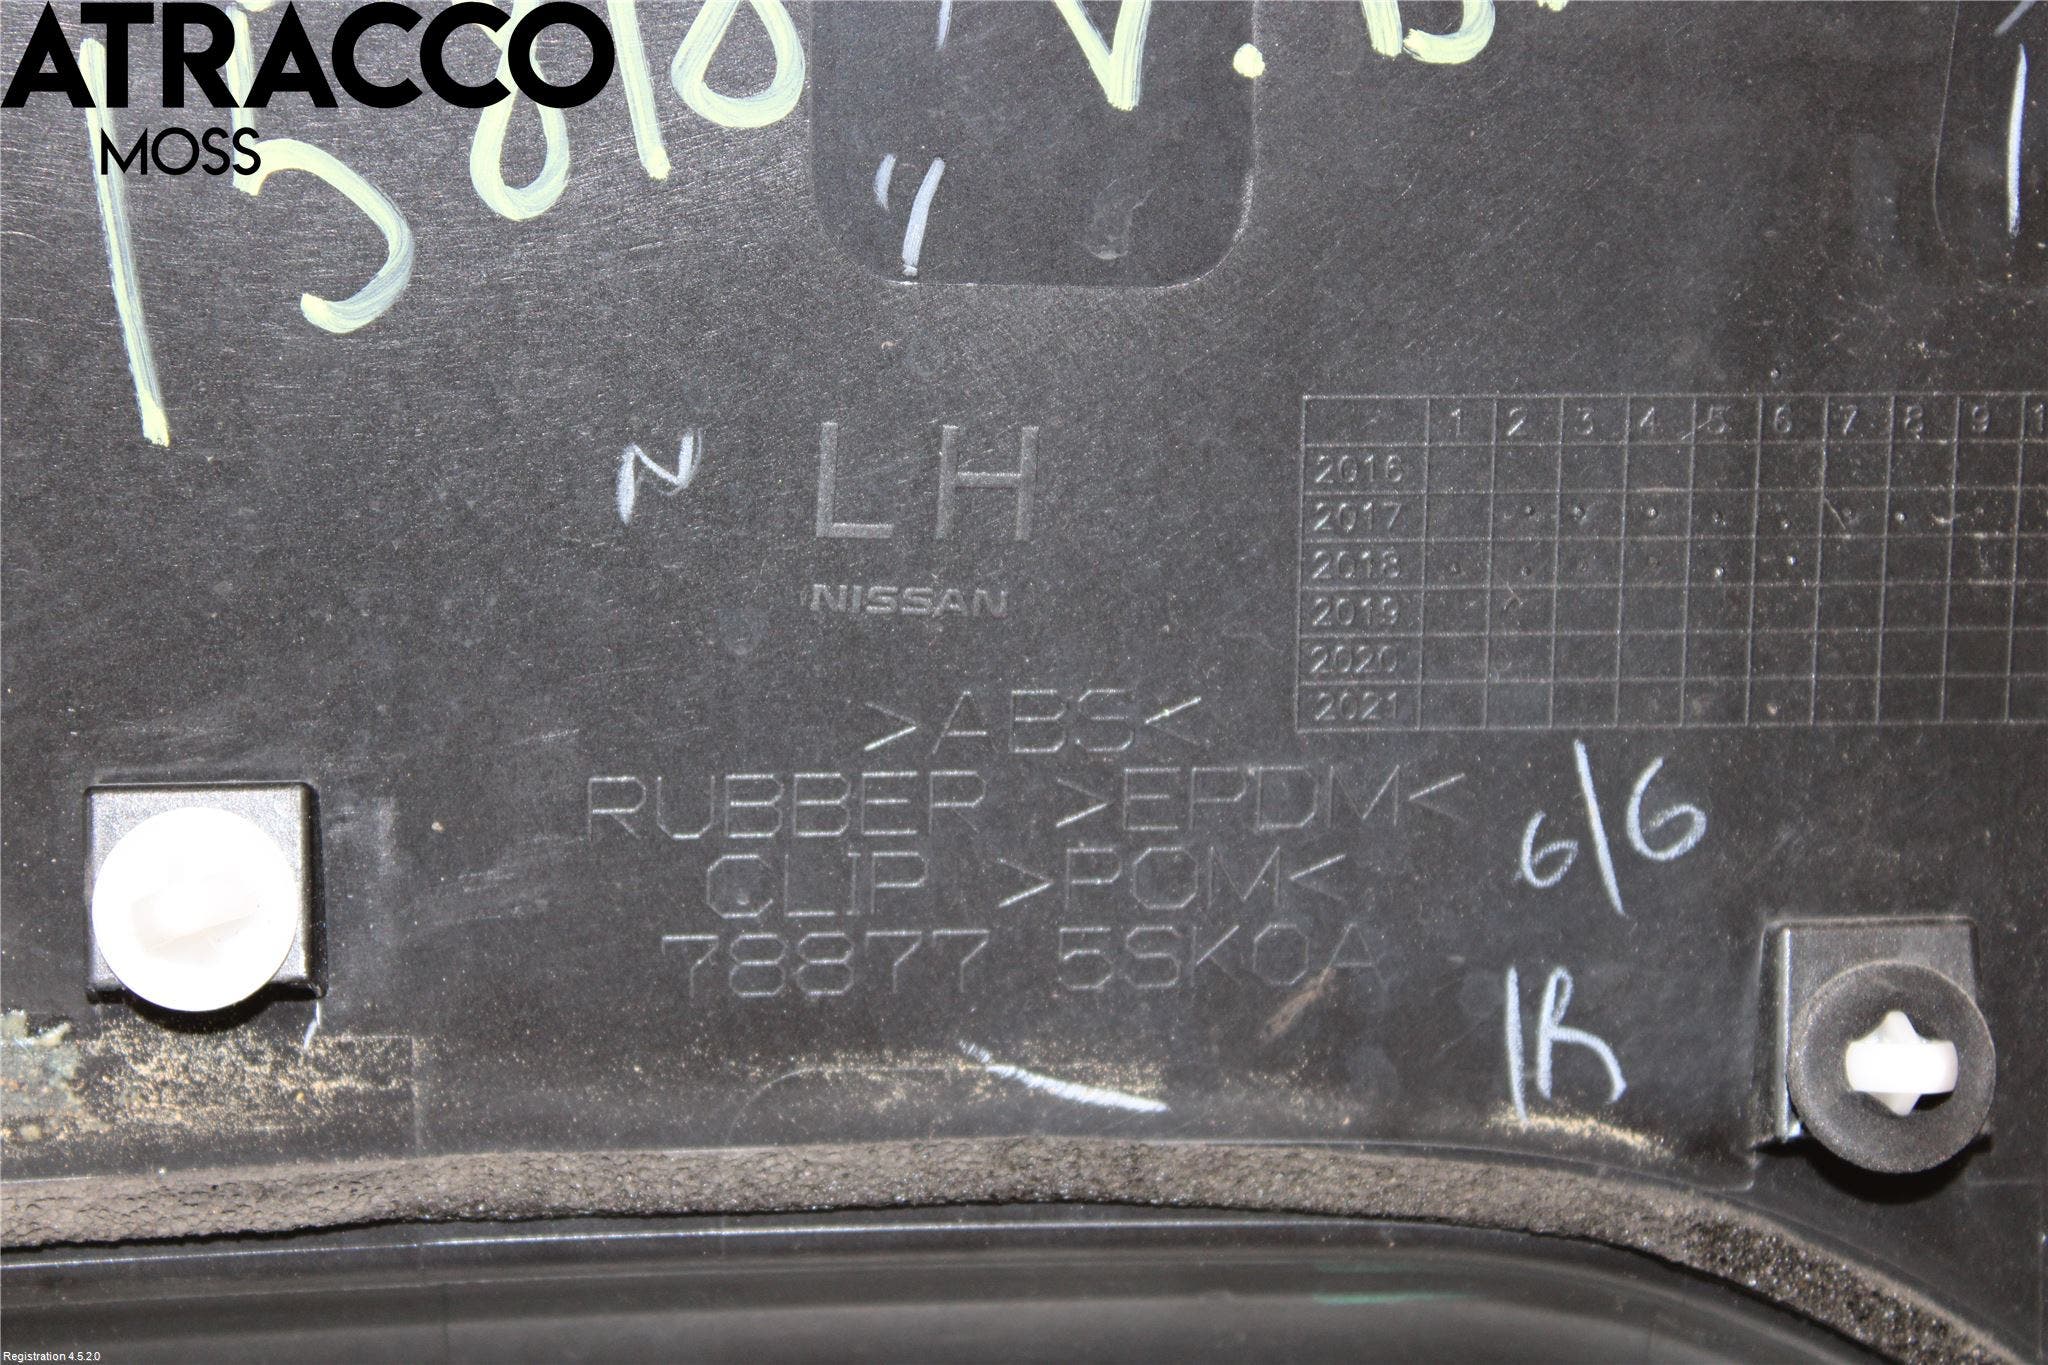 ATRACCO
MOSS
N
LH
NISSAN
>ABS<
RUBBER >EPDM<
CLIP >POM<
78877 5SK0A
1 2 3 4 5 6 7 8 9 1
2016
2017
2018
2019
2020
2021
6/6
Registration 4.5.2.0